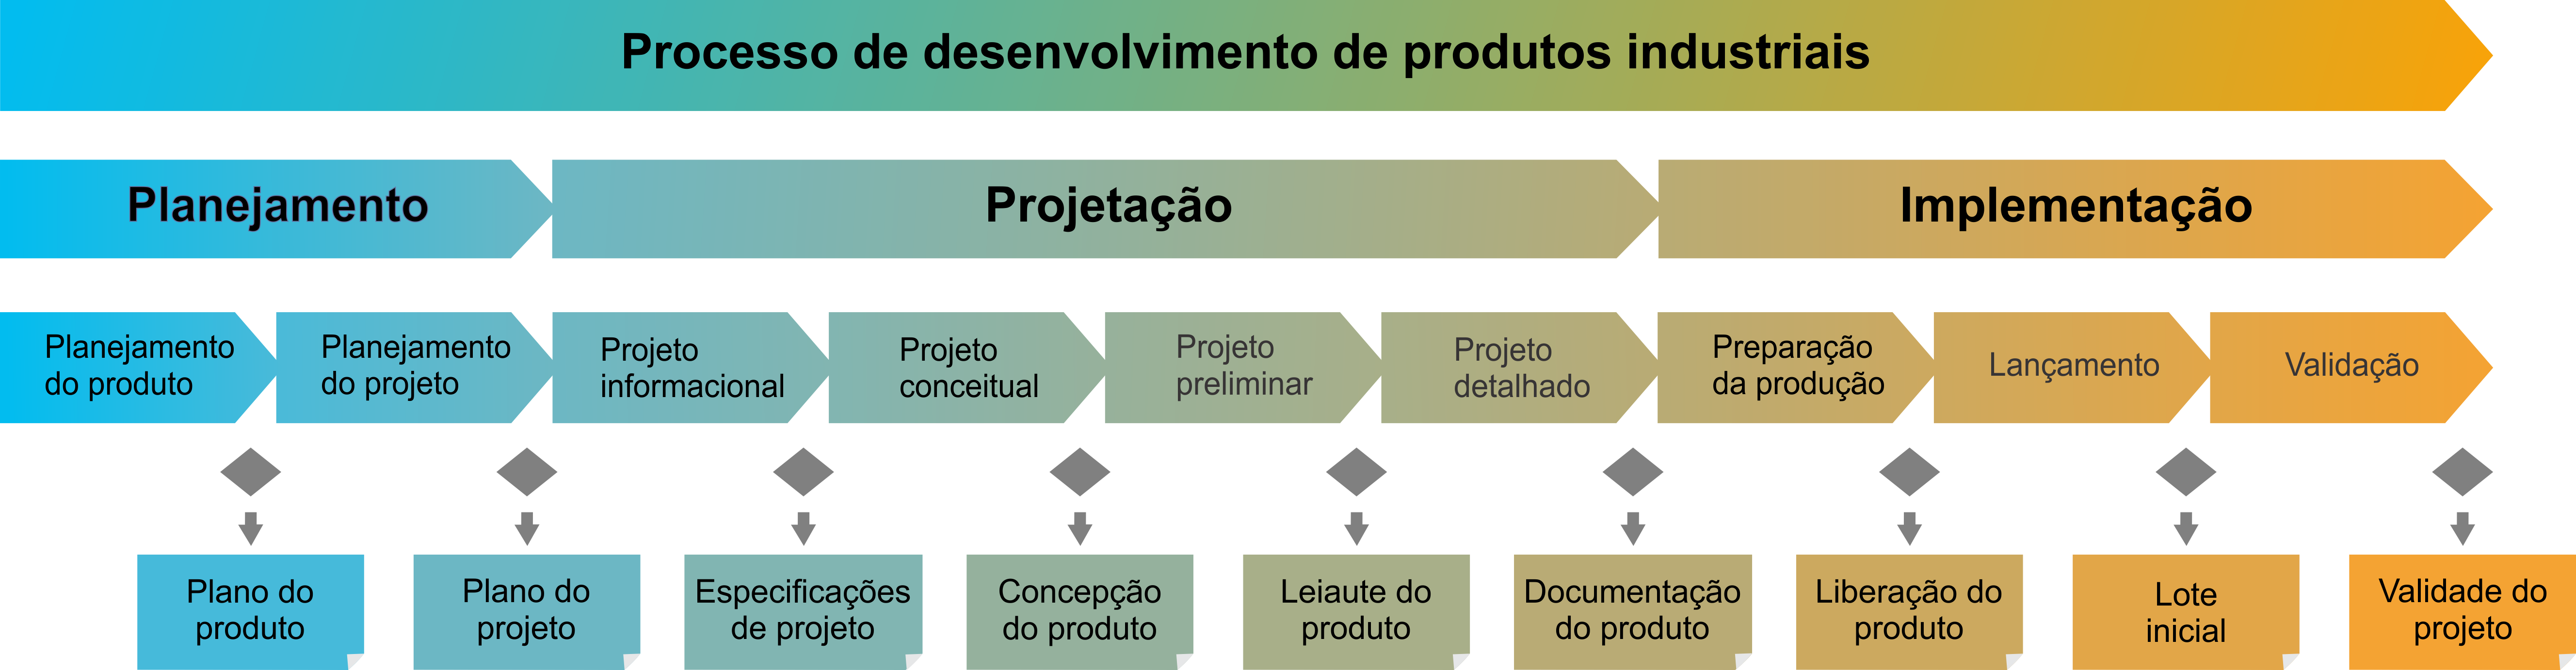 Processo de desenvolvimento de produtos industriais
Planejamento
Projetação
Implementação
Planejamento
do produto
Planejamento
do projeto
Projeto
informacional
Projeto
conceitual
Projeto
preliminar
Projeto
detalhado
Preparação
da produção
Lançamento
Validação
Plano do
produto
Plano do
projeto
Especificações
de projeto
Concepção
do produto
Leiaute do
produto
Documentação
do produto
Liberação do
produto
Lote
inicial
Validade do
projeto